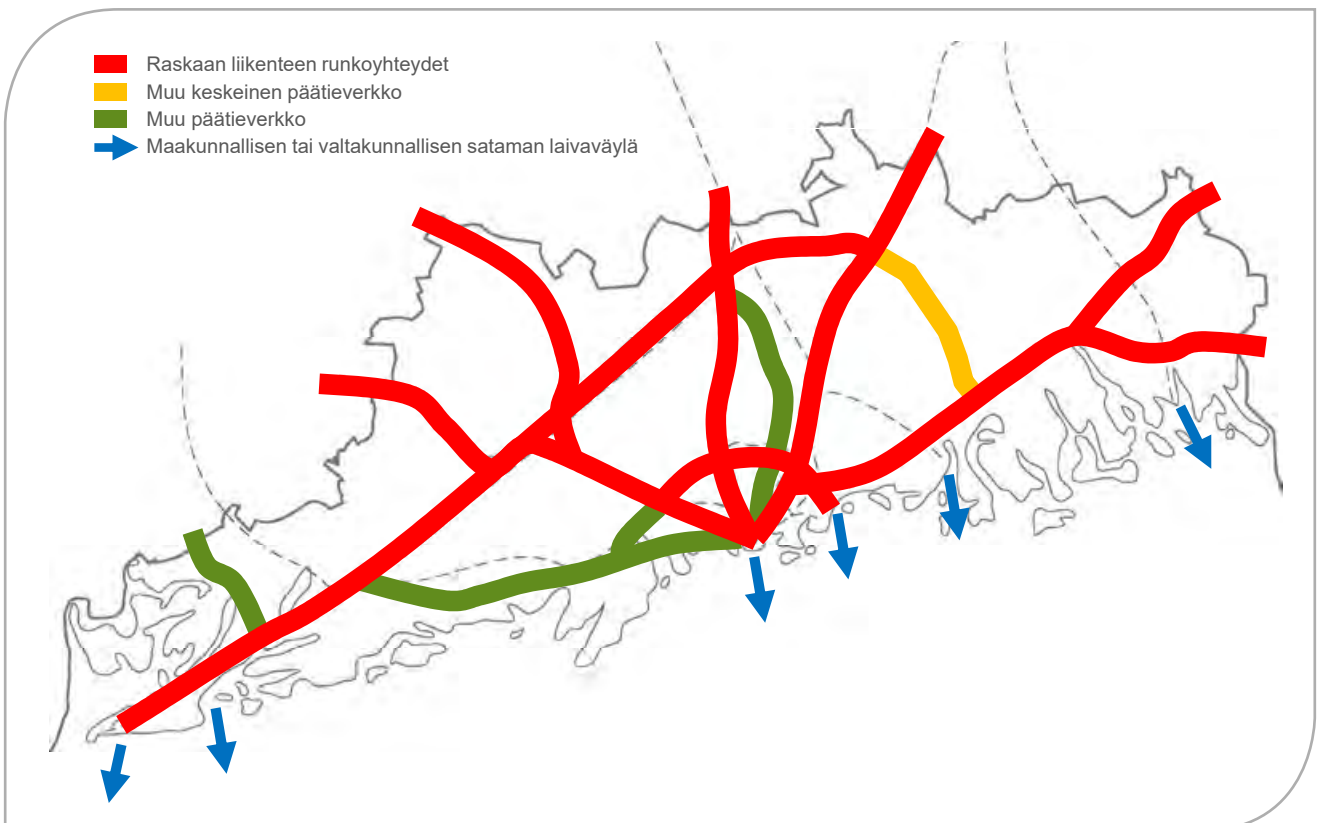 Raskaan liikenteen runkoyhteydet
Muu keskeinen päätieverkko
Muu päätieverkko
Maakunnallisen tai valtakunnallisen sataman laivaväylä